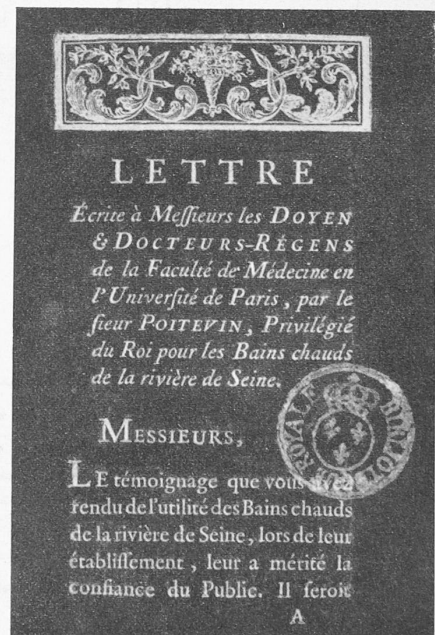 LETTRE
Écrite à Meſſieurs les DOYEN
& DOCTEURS-RÉGENS
de la Faculté de Médecine en
l'Univerſité de Paris, par le
ſieur POITEVIN, Privilégié
du Roi pour les Bains chauds
de la rivière de Seine.
MESSIEURS,
LE témoignage que vous avez
rendu de l'utilité des Bains chauds
de la rivière de Seine, lors de leur
établiſſement, leur a mérité la
confiance du Public. Il ſeroit
A
ROYALE